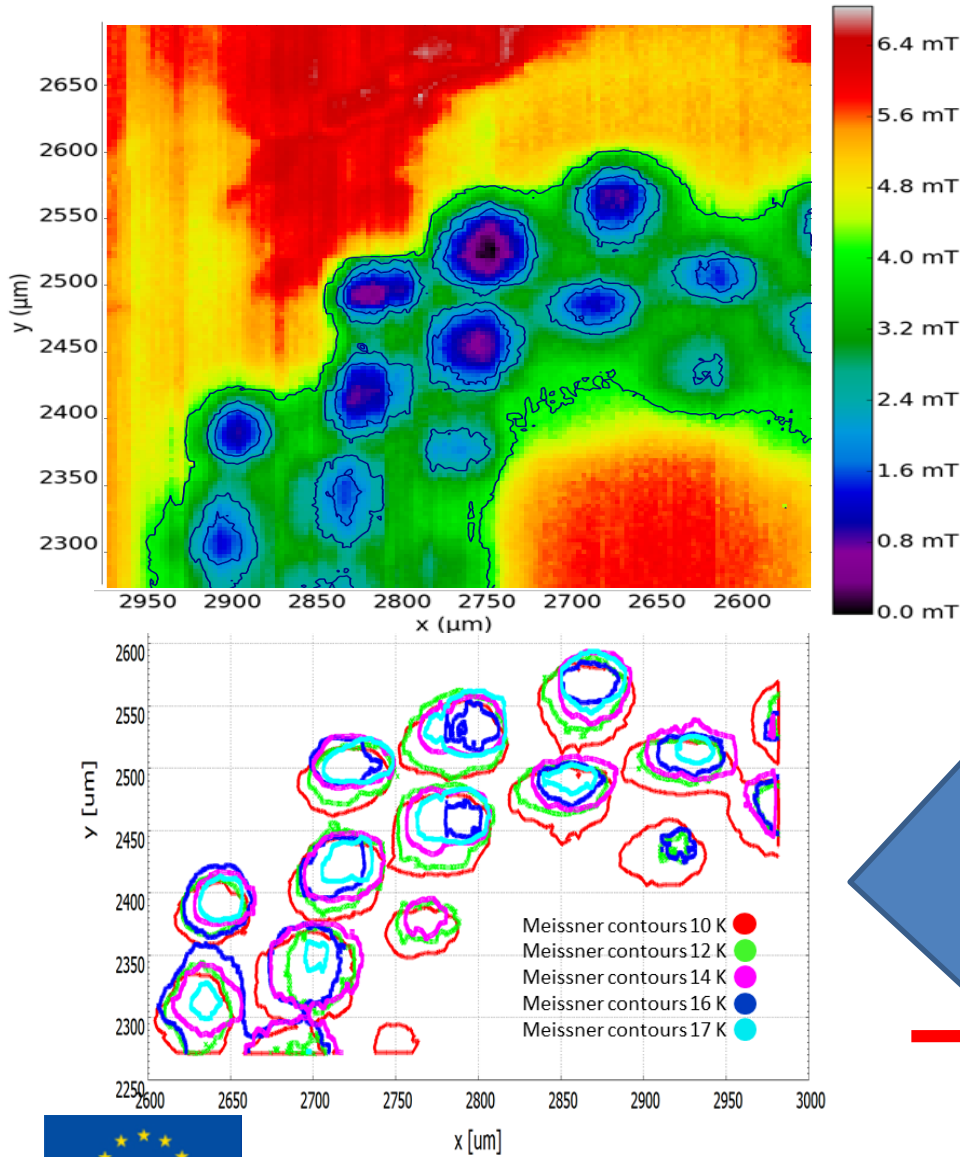 6.4 mT
5.6 mT
4.8 mT
4.0 mT
3.2 mT
2.4 mT
1.6 mT
0.8 mT
0.0 mT
2650
2600
2550
2500
2450
2400
2350
2300
y (μm)
2950 2900 2850 2800 2750 2700 2650 2600
x (μm)
2600
2550
2500
2450
2400
2350
2300
2250
y [um]
Meissner contours 10 K
Meissner contours 12 K
Meissner contours 14 K
Meissner contours 16 K
Meissner contours 17 K
2600 2650 2700 2750 2800 2850 2900 2950 3000
x [um]